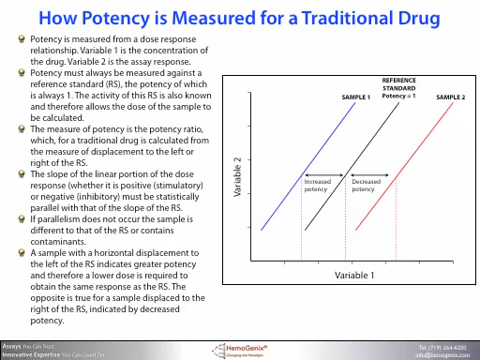 How Potency is Measured for a Traditional Drug
Potency is measured from a dose response
relationship. Variable 1 is the concentration of
the drug. Variable 2 is the assay response.
Potency must always be measured against a
reference standard (RS), the potency of which
is always 1. The activity of this RS is also known
and therefore allows the dose of the sample to
be calculated.
The measure of potency is the potency ratio,
which, for a traditional drug is calculated from
the measure of displacement to the left or
right of the RS.
The slope of the linear portion of the dose
response (whether it is positive (stimulatory)
or negative (inhibitory) must be statistically
parallel with that of the slope of the RS.
If parallelism does not occur the sample is
different to that of the RS or contains
contaminants.
A sample with a horizontal displacement to
the left of the RS indicates greater potency
and therefore a lower dose is required to
obtain the same response as the RS. The
opposite is true for a sample displaced to the
right of the RS, indicated by decreased
potency.
REFERENCE
STANDARD
Potency = 1
SAMPLE 1
SAMPLE 2
Increased
potency
Decreased
potency
Variable 2
Variable 1
Assays You Can Trust.
Innovative Expertise You Can Count On.
HemoGenix®
Changing the Paradigm
Tel: (719) 264-6250
info@hemogenix.com